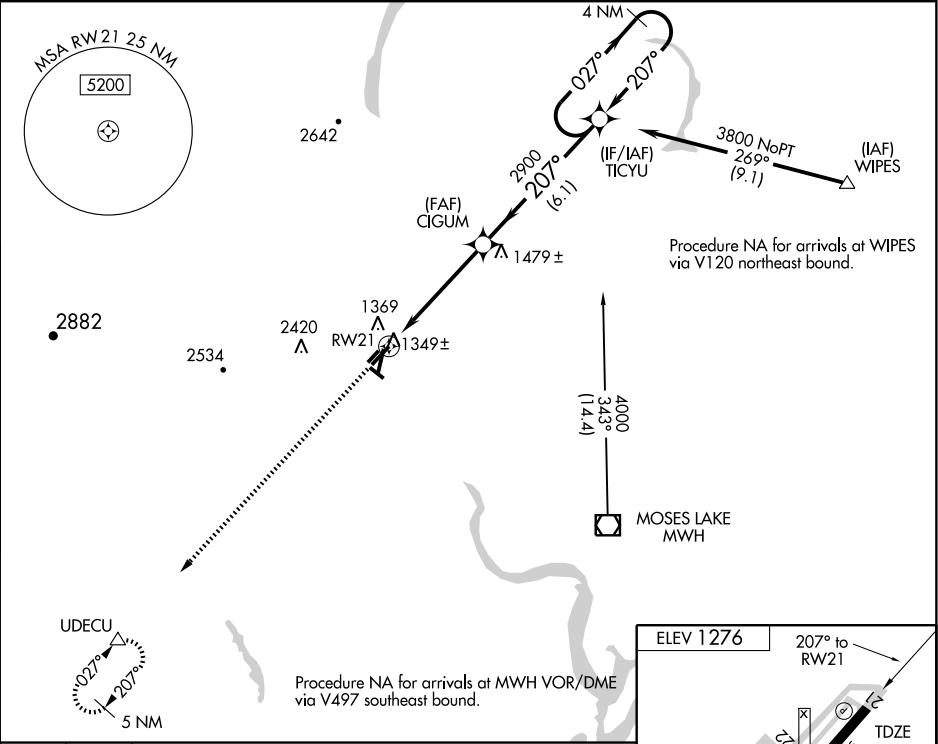 MSA RW21 25 NM
5200
4 NM
027°
207°
2642
(IF/IAF)
TICYU
3800 NoPT
269°
(9.1)
(IAF)
WIPES
2900
207°
(6.1)
(FAF)
CIGUM
1479 ±
Procedure NA for arrivals at WIPES
via V120 northeast bound.
2882
2534
2420
1369
RW21
1349±
4000
343°
(14.4)
MOSES LAKE
MWH
UDECU
027°
207°
5 NM
Procedure NA for arrivals at MWH VOR/DME
via V497 southeast bound.
ELEV 1276
207° to
RW21
21
X
P
22
TDZE